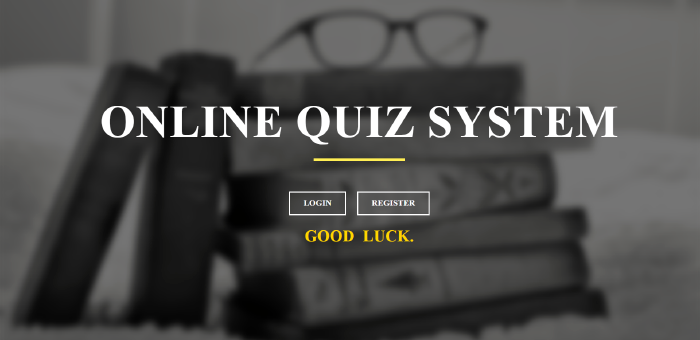 ONLINE QUIZ SYSTEM
LOGIN REGISTER
GOOD LUCK.